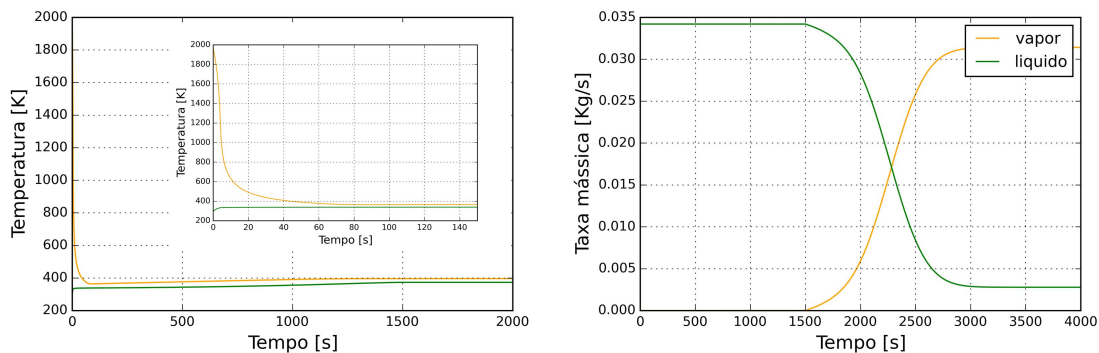 Temperatura [K]
2000
1800
1600
1400
1200
1000
800
600
400
200
0 500 1000 1500 2000
Tempo [s]
Temperatura [K]
2000
1800
1600
1400
1200
1000
800
600
400
200
0 20 40 60 80 100 120 140
Tempo [s]
Taxa mássica [Kg/s]
0.035
0.030
0.025
0.020
0.015
0.010
0.005
0.000
0 500 1000 1500 2000 2500 3000 3500 4000
Tempo [s]
vapor
liquido